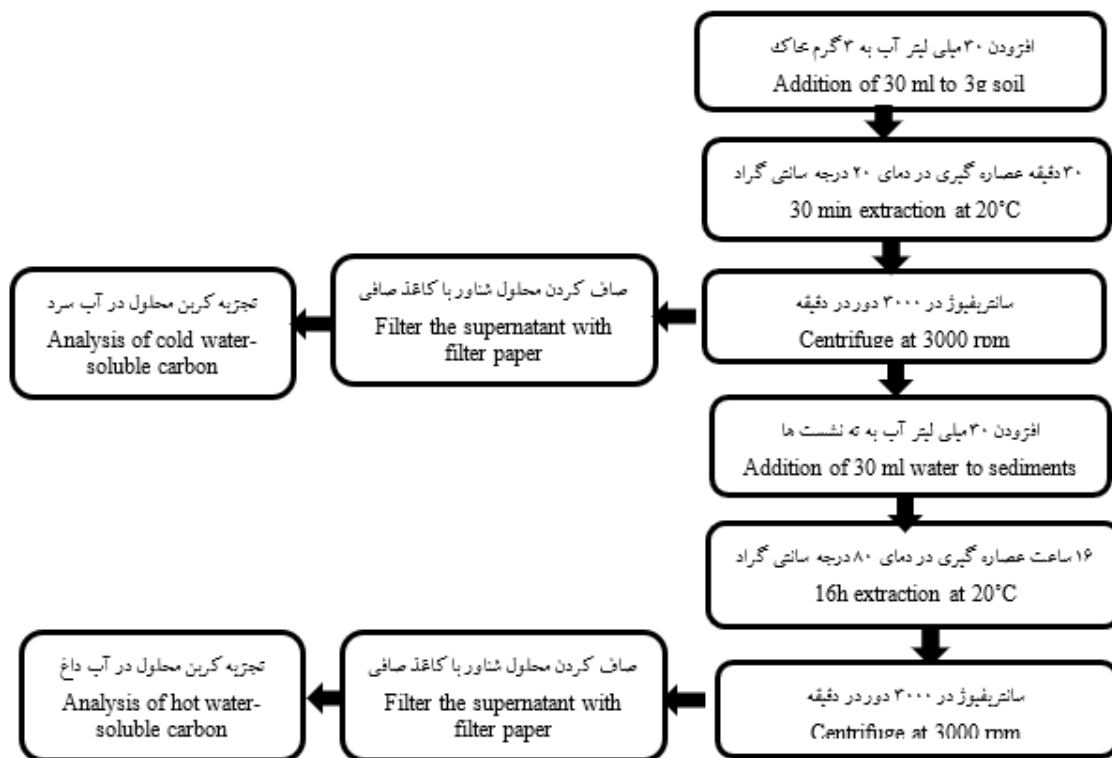 افزودن ۳۰ میلی لیتر آب به ۳ گرم خاک
Addition of 30 ml to 3g soil
۳۰ دقیقه عصاره گیری در دمای ۲۰ درجه سانتی گراد
30 min extraction at 20°C
سانتریفیوژ در ۳۰۰۰ دور در دقیقه
Centrifuge at 3000 rpm
صاف کردن محلول شناور با کاغذ صافی
Filter the supernatant with
filter paper
تجزیه کربن محلول در آب سرد
Analysis of cold water-
soluble carbon
افزودن ۳۰ میلی لیتر آب به ته نشست ها
Addition of 30 ml water to sediments
۱۶ ساعت عصاره گیری در دمای ۸۰ درجه سانتی گراد
16h extraction at 20°C
سانتریفیوژ در ۳۰۰۰ دور در دقیقه
Centrifuge at 3000 rpm
صاف کردن محلول شناور با کاغذ صافی
Filter the supernatant with
filter paper
تجزیه کربن محلول در آب داغ
Analysis of hot water-
soluble carbon